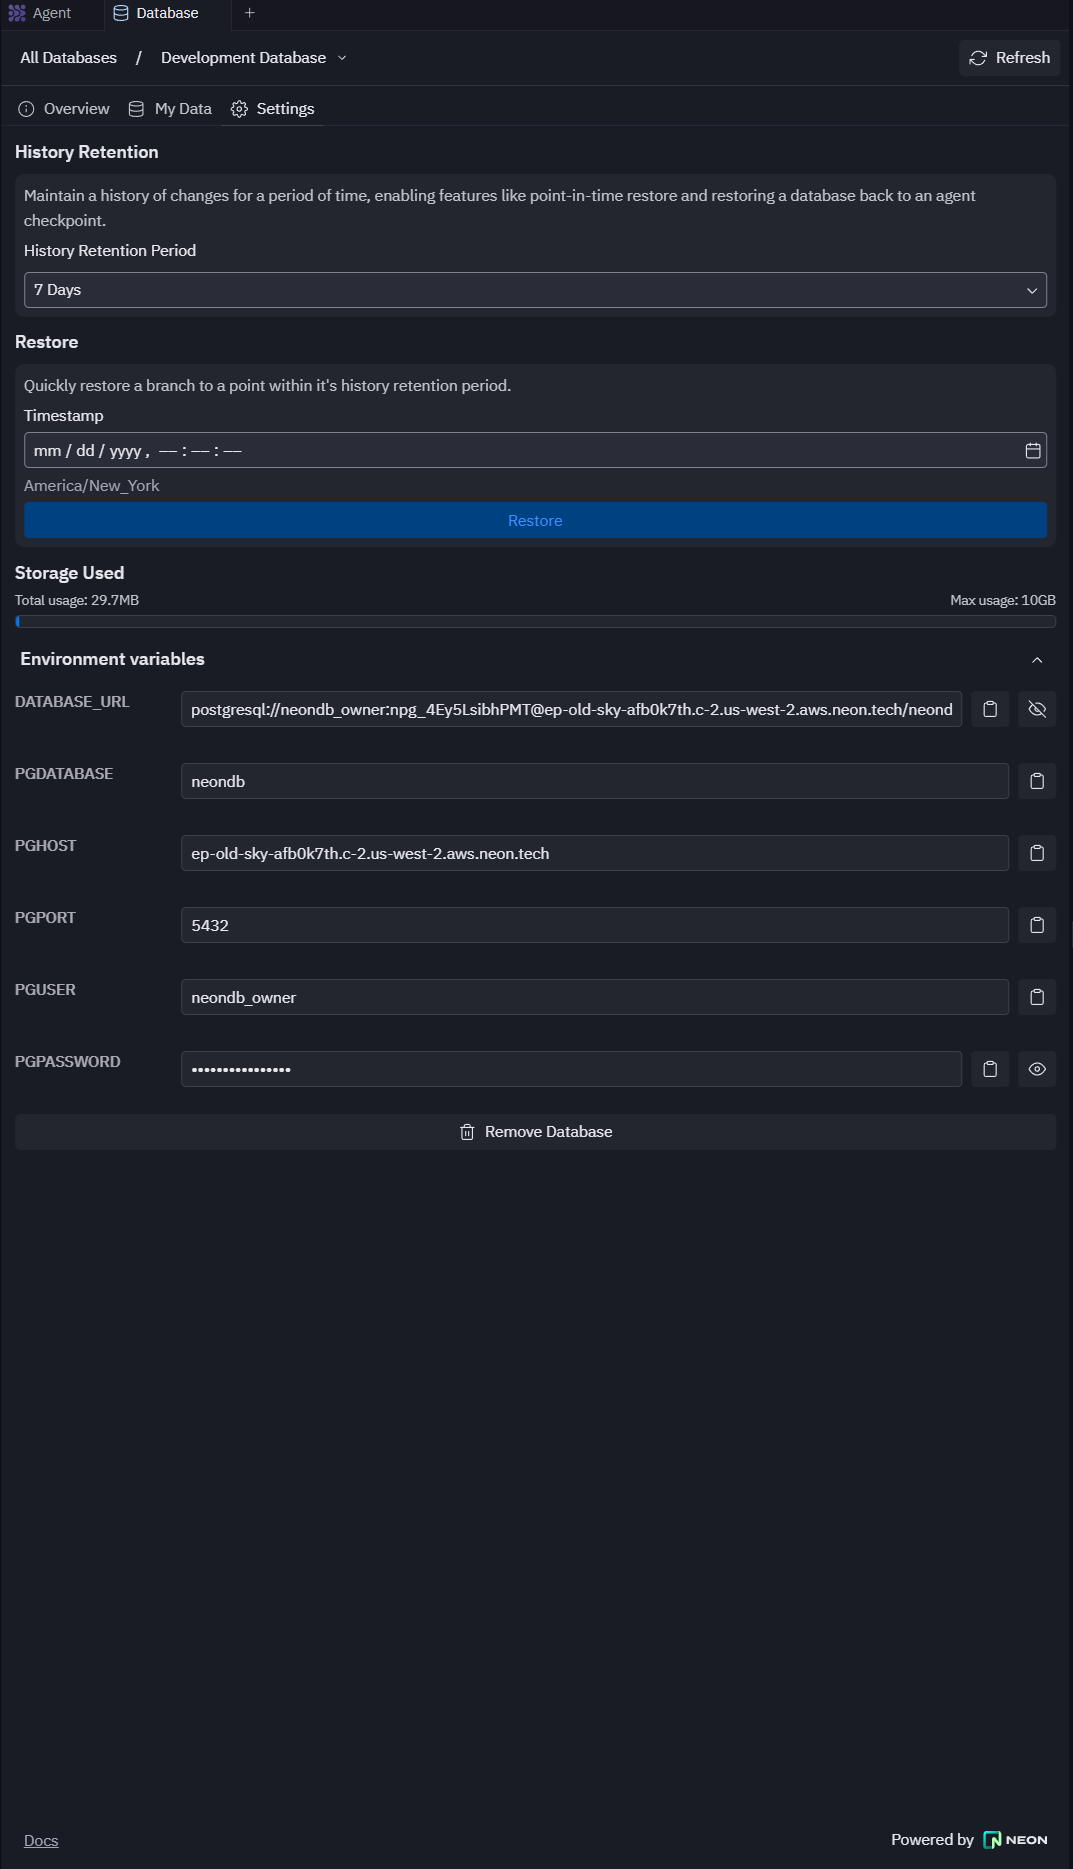 Agent
Database
All Databases / Development Database
Refresh
Overview
My Data
Settings
History Retention
Maintain a history of changes for a period of time, enabling features like point-in-time restore and restoring a database back to an agent
checkpoint.
History Retention Period
7 Days
Restore
Quickly restore a branch to a point within it's history retention period.
Timestamp
mm / dd / yyyy , –– : –– : ––
America/New_York
Restore
Storage Used
Total usage: 29.7MB
Max usage: 10GB
Environment variables
DATABASE_URL
postgresql://neondb_owner:npg_4Ey5LsibhPMT@ep-old-sky-afb0k7th.c-2.us-west-2.aws.neon.tech/neond
PGDATABASE
neondb
PGHOST
ep-old-sky-afb0k7th.c-2.us-west-2.aws.neon.tech
PGPORT
5432
PGUSER
neondb_owner
PGPASSWORD
••••••••••••••••
Remove Database
Docs
Powered by NEON